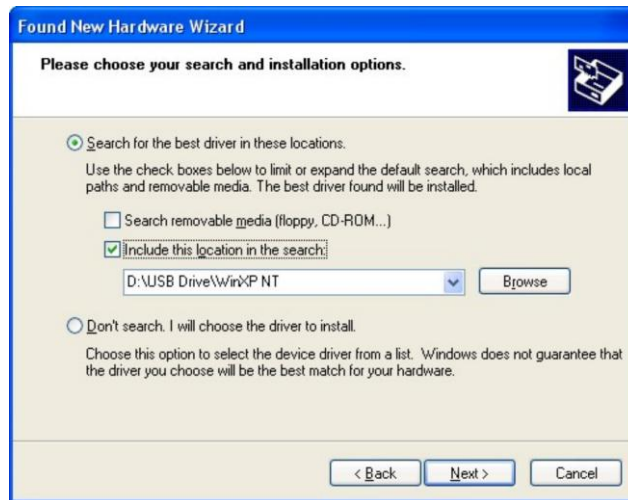 Found New Hardware Wizard
Please choose your search and installation options.
Search for the best driver in these locations.
Use the check boxes below to limit or expand the default search, which includes local
paths and removable media. The best driver found will be installed.
Search removable media (floppy, CD-ROM...)
Include this location in the search:
D:\USB Drive\WinXP NT
Browse
Don't search. I will choose the driver to install.
Choose this option to select the device driver from a list. Windows does not guarantee that
the driver you choose will be the best match for your hardware.
< Back Next > Cancel